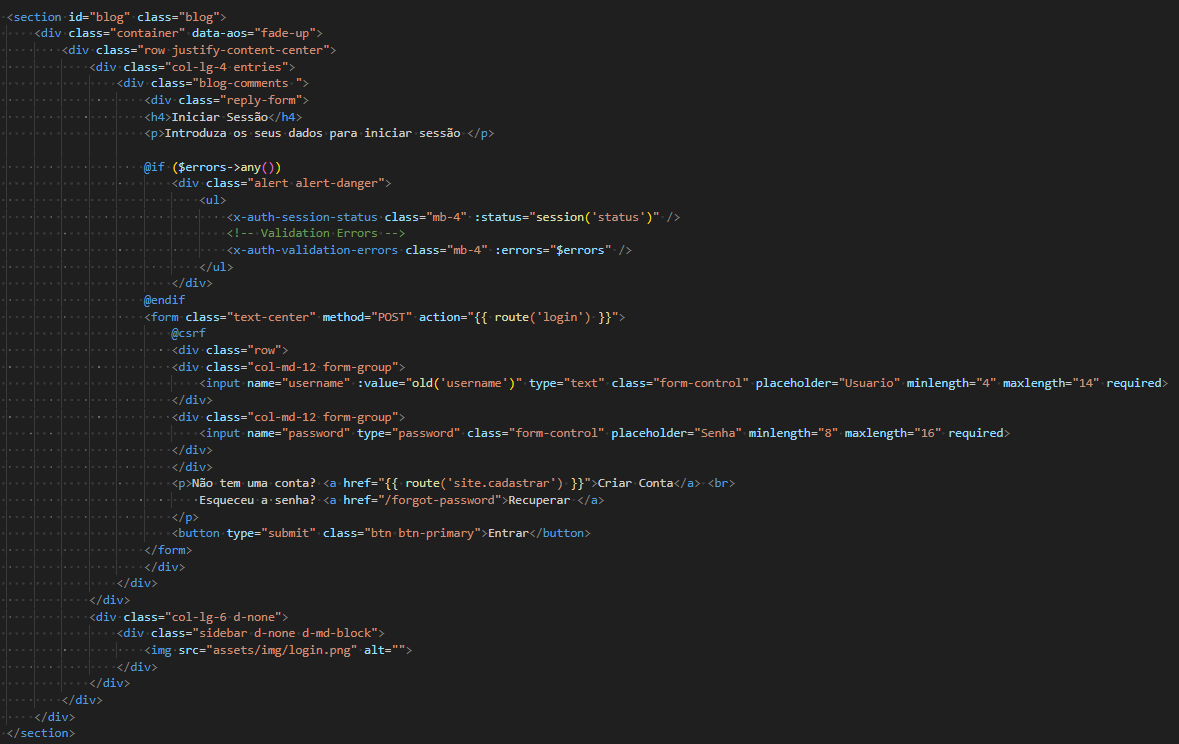 <section id="blog" class="blog">
    <div class="container" data-aos="fade-up">
        <div class="row justify-content-center">
            <div class="col-lg-4 entries">
                <div class="blog-comments ">
                    <div class="reply-form">
                    <h4>Iniciar Sessão</h4>
                    <p>Introduza os seus dados para iniciar sessão </p>

                    @if ($errors->any())
                        <div class="alert alert-danger">
                            <ul>
                                <x-auth-session-status class="mb-4" :status="session('status')" />
                                <!-- Validation Errors -->
                                <x-auth-validation-errors class="mb-4" :errors="$errors" />
                            </ul>
                        </div>
                    @endif
                    <form class="text-center" method="POST" action="{{ route('login') }}">
                        @csrf
                        <div class="row">
                        <div class="col-md-12 form-group">
                            <input name="username" :value="old('username')" type="text" class="form-control" placeholder="Usuario" minlength="4" maxlength="14" required>
                        </div>
                        <div class="col-md-12 form-group">
                            <input name="password" type="password" class="form-control" placeholder="Senha" minlength="8" maxlength="16" required>
                        </div>
                        </div>
                        <p>Não tem uma conta? <a href="{{ route('site.cadastrar') }}">Criar Conta</a> <br>
                            Esqueceu a senha? <a href="/forgot-password">Recuperar </a>
                        </p>
                        <button type="submit" class="btn btn-primary">Entrar</button>
                    </form>
                    </div>
                </div>
            </div>
            <div class="col-lg-6 d-none">
                <div class="sidebar d-none d-md-block">
                    <img src="assets/img/login.png" alt="">
                </div>
            </div>
        </div>
    </div>
</section>